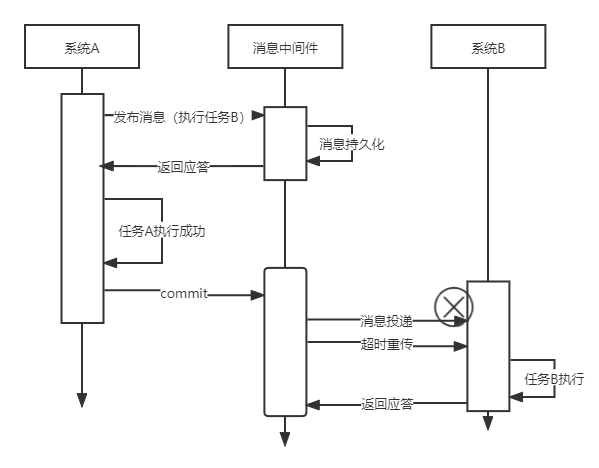 系统A
消息中间件
系统B
发布消息（执行任务B）
消息持久化
返回应答
任务A执行成功
commit
消息投递
超时重传
任务B执行
返回应答